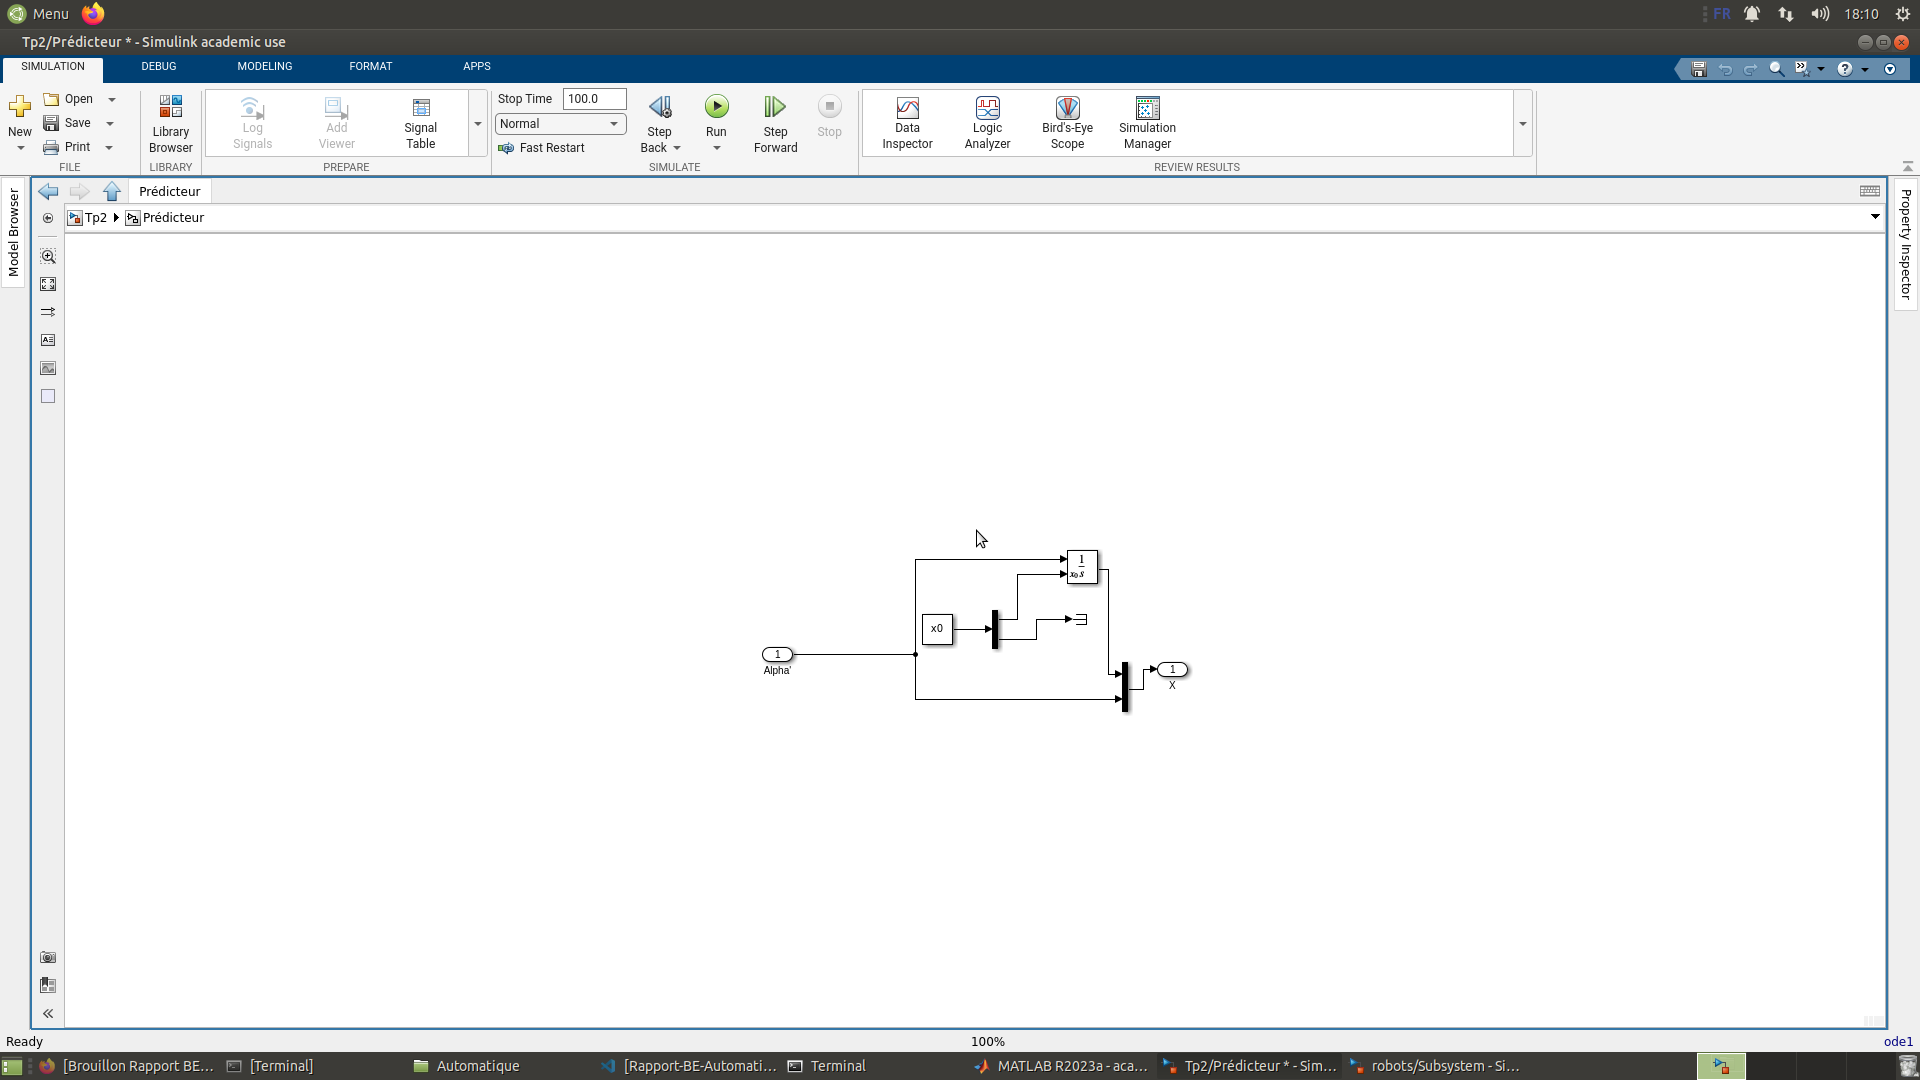 Menu
FR
18:10
Tp2/Prédicteur * - Simulink academic use
SIMULATION
DEBUG
MODELING
FORMAT
APPS
New
Open
Save
Print
FILE
Library
Browser
LIBRARY
Log
Signals
Add
Viewer
Signal
Table
PREPARE
Stop Time
100.0
Normal
Fast Restart
Step
Back
Run
Step
Forward
Stop
SIMULATE
Data
Inspector
Logic
Analyzer
Bird's-Eye
Scope
Simulation
Manager
REVIEW RESULTS
Model Browser
Property Inspector
Prédicteur
Tp2
Prédicteur
1
Alpha'
x0
1
s
x₀
1
X
Ready
100%
ode1
[Brouillon Rapport BE...
[Terminal]
Automatique
[Rapport-BE-Automati...
Terminal
MATLAB R2023a - aca...
Tp2/Prédicteur * - Sim...
robots/Subsystem - Si...